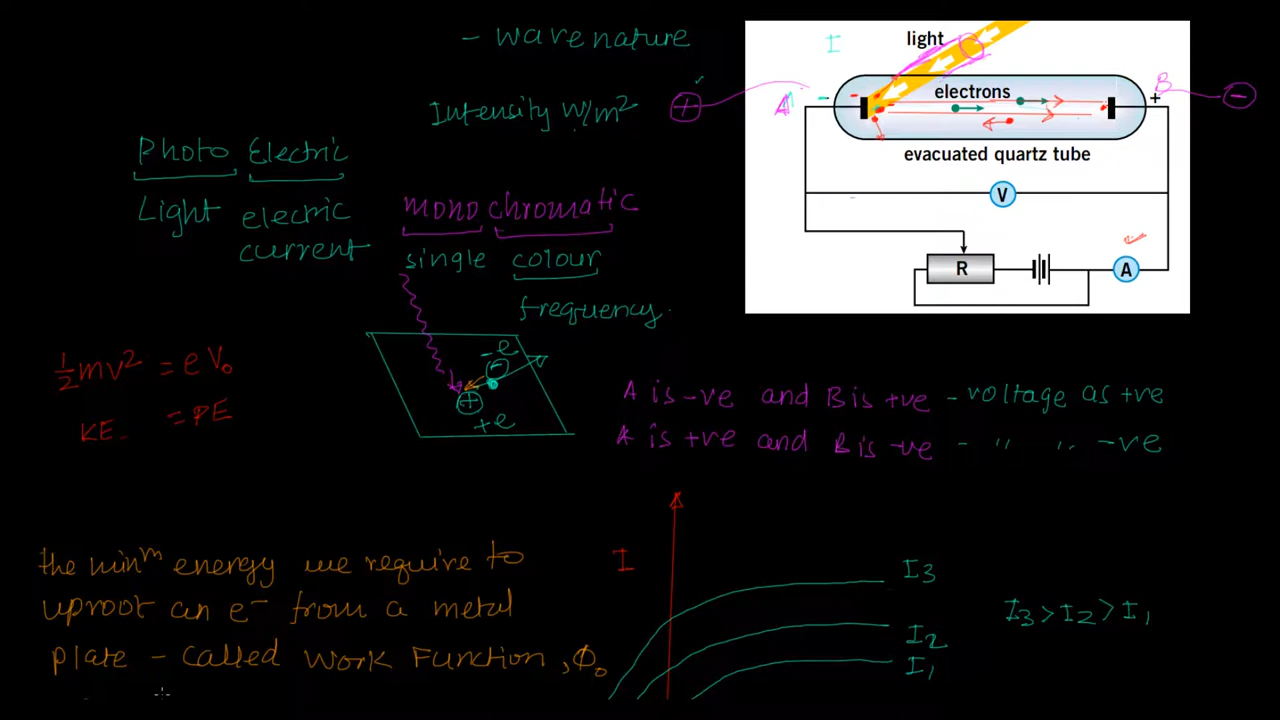 - wave nature
Intensity W/m²
Photo Electric
Light electric
current
mono chromatic
single colour
frequency.
-e
+e
½mv² = eV₀
KE. = PE
I
light
+
A
-
electrons
+
B
-
evacuated quartz tube
V
R
A
A is -ve and B is +ve - voltage as +ve
A is +ve and B is -ve - " " -ve
the minᵐ energy we require to
uproot an e⁻ from a metal
plate - called work Function, Φ₀
I
I3
I2
I1
I3 > I2 > I1